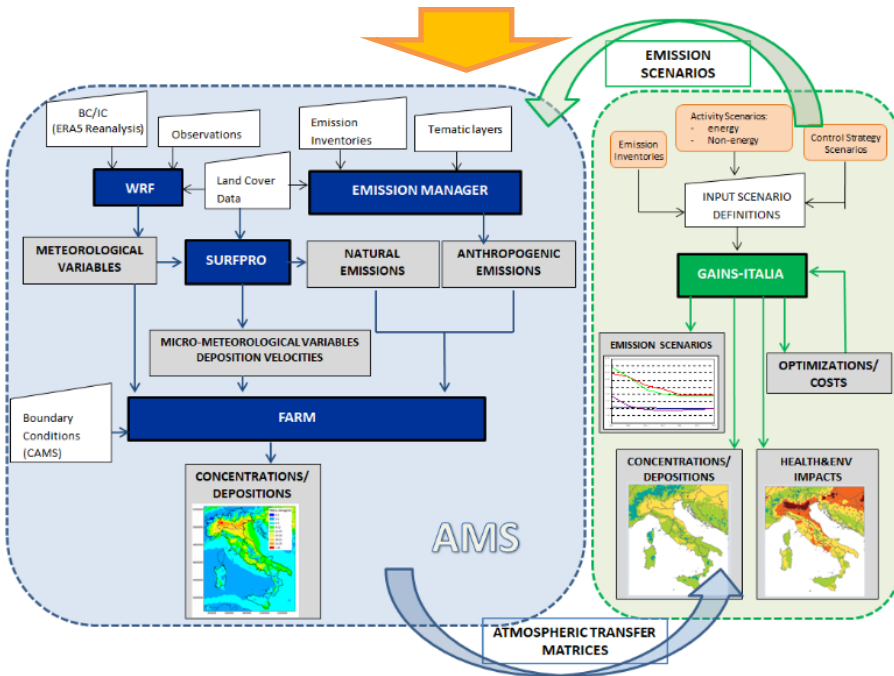 EMISSION
SCENARIOS
BC/IC
(ERA5 Reanalysis)
Observations
Emission
Inventories
Tematic layers
Land Cover
Data
WRF
EMISSION MANAGER
METEOROLOGICAL
VARIABLES
SURFPRO
NATURAL
EMISSIONS
ANTHROPOGENIC
EMISSIONS
MICRO-METEOROLOGICAL VARIABLES
DEPOSITION VELOCITIES
Boundary
Conditions
(CAMS)
FARM
CONCENTRATIONS/
DEPOSITIONS
AMS
Emission
Inventories
Activity Scenarios:
- energy
- Non-energy
Control Strategy
Scenarios
INPUT SCENARIO
DEFINITIONS
GAINS-ITALIA
EMISSION SCENARIOS
OPTIMIZATIONS/
COSTS
CONCENTRATIONS/
DEPOSITIONS
HEALTH&ENV
IMPACTS
ATMOSPHERIC TRANSFER
MATRICES